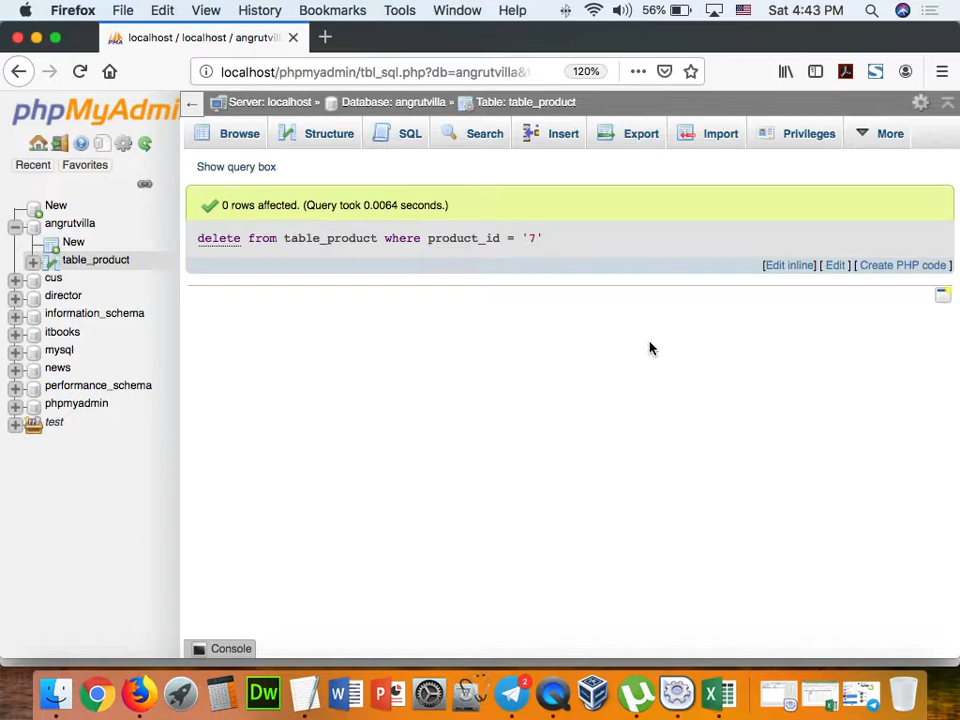 Firefox File Edit View History Bookmarks Tools Window Help 56% Sat 4:43 PM
PMA localhost / localhost / angrutvill
localhost/phpmyadmin/tbl_sql.php?db=angrutvilla& 120%
phpMyAdmi
Server: localhost » Database: angrutvilla » Table: table_product
Browse Structure SQL Search Insert Export Import Privileges More
Recent Favorites
Show query box
New
angrutvilla
New
table_product
cus
director
information_schema
itbooks
mysql
news
performance_schema
phpmyadmin
test
0 rows affected. (Query took 0.0064 seconds.)
delete from table_product where product_id = '7'
[Edit inline] [ Edit ] [ Create PHP code ]
Console
Dw
2